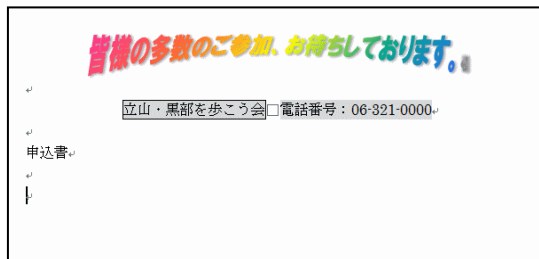 皆様の多数のご参加、お待ちしております。
立山・黒部を歩こう会□電話番号：06-321-0000
申込書